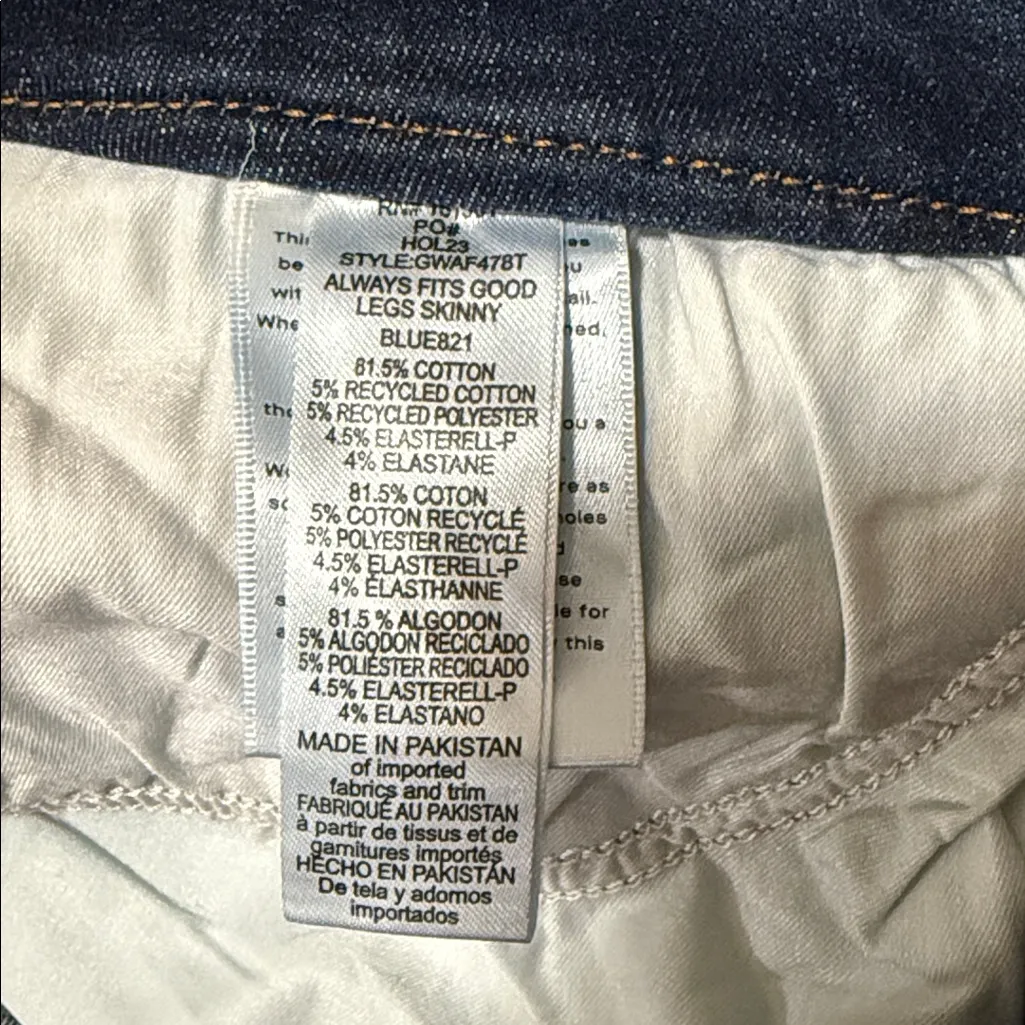 PO#
HOL23
STYLE:GWAF478T
ALWAYS FITS GOOD
LEGS SKINNY
BLUE821
81.5% COTTON
5% RECYCLED COTTON
5% RECYCLED POLYESTER
4.5% ELASTERELL-P
4% ELASTANE
81.5% COTON
5% COTON RECYCLÉ
5% POLYESTER RECYCLÉ
4.5% ELASTERELL-P
4% ÉLASTHANNE
81.5 % ALGODON
5% ALGODON RECICLADO
5% POLIÉSTER RECICLADO
4.5% ELASTERELL-P
4% ELASTANO
MADE IN PAKISTAN
of imported
fabrics and trim
FABRIQUÉ AU PAKISTAN
à partir de tissus et de
garnitures importés
HECHO EN PAKISTÁN
De tela y adornos
importados
be
as
for
this